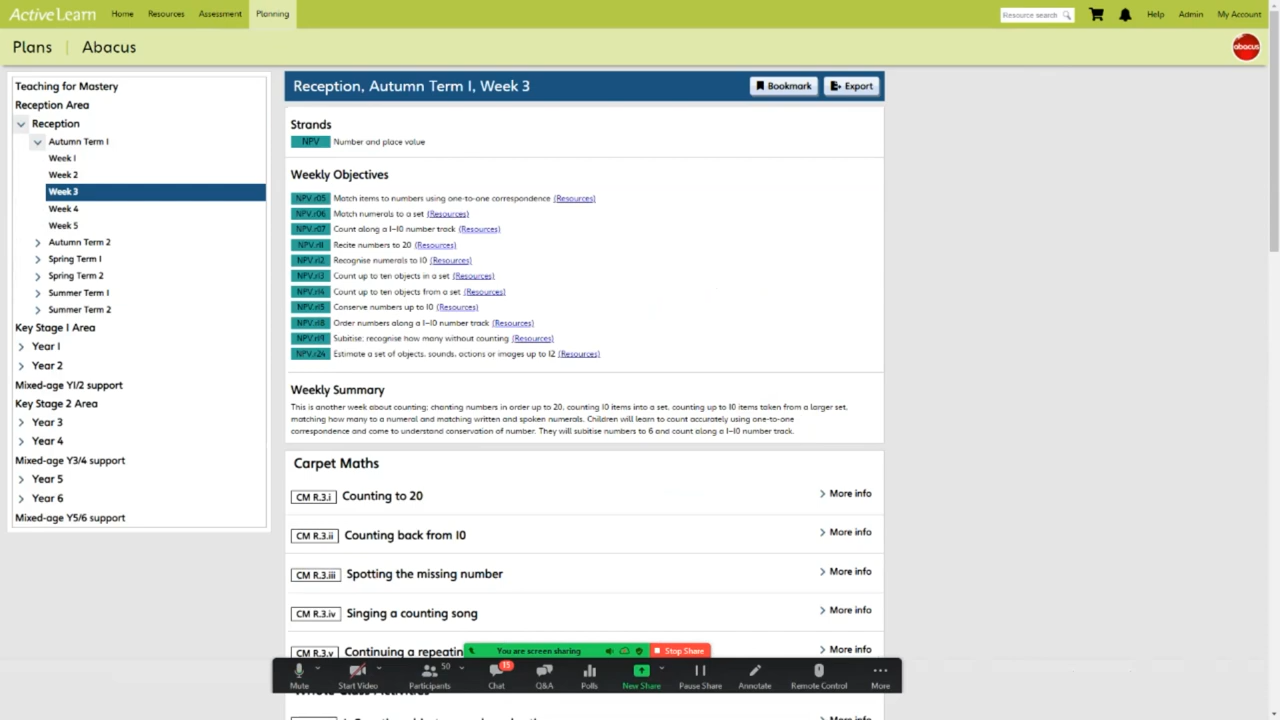 ActiveLearn Home Resources Assessment Planning Resource search Help Admin My Account
Plans | Abacus
abacus
Teaching for Mastery
Reception Area
Reception
Autumn Term 1
Week 1
Week 2
Week 3
Week 4
Week 5
Autumn Term 2
Spring Term 1
Spring Term 2
Summer Term 1
Summer Term 2
Key Stage 1 Area
Year 1
Year 2
Mixed-age Y1/2 support
Key Stage 2 Area
Year 3
Year 4
Mixed-age Y3/4 support
Year 5
Year 6
Mixed-age Y5/6 support
Reception, Autumn Term 1, Week 3 Bookmark Export
Strands
NPV Number and place value
Weekly Objectives
NPV.r05 Match items to numbers using one-to-one correspondence (Resources)
NPV.r06 Match numerals to a set (Resources)
NPV.r07 Count along a 1–10 number track (Resources)
NPV.r11 Recite numbers to 20 (Resources)
NPV.r12 Recognise numerals to 10 (Resources)
NPV.r13 Count up to ten objects in a set (Resources)
NPV.r14 Count up to ten objects from a set (Resources)
NPV.r15 Conserve numbers up to 10 (Resources)
NPV.r18 Order numbers along a 1–10 number track (Resources)
NPV.r19 Subitise: recognise how many without counting (Resources)
NPV.r24 Estimate a set of objects, sounds, actions or images up to 12 (Resources)
Weekly Summary
This is another week about counting; chanting numbers in order up to 20, counting 10 items into a set, counting up to 10 items taken from a larger set,
matching how many to a numeral and matching written and spoken numerals. Children will learn to count accurately using one-to-one
correspondence and come to understand conservation of number. They will subitise numbers to 6 and count along a 1–10 number track.
Carpet Maths
CM R.3.i Counting to 20 More info
CM R.3.ii Counting back from 10 More info
CM R.3.iii Spotting the missing number More info
CM R.3.iv Singing a counting song More info
CM R.3.v Continuing a repeatin More info
You are screen sharing Stop Share
50 15
Mute Start Video Participants Chat Q&A Polls New Share Pause Share Annotate Remote Control More
More info